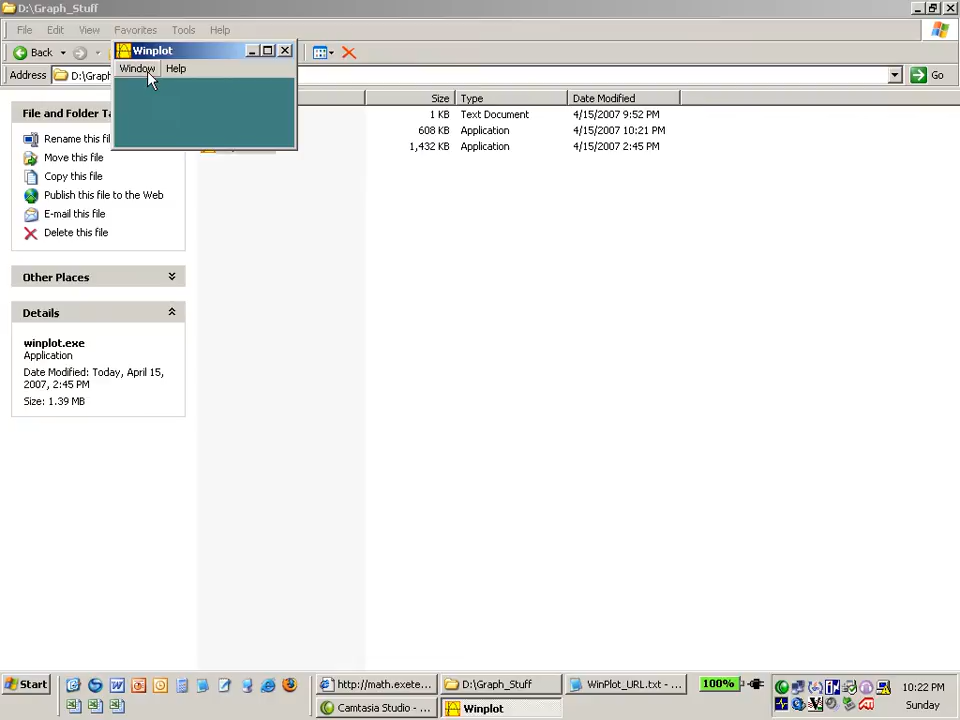 D:\Graph_Stuff
File Edit View Favorites Tools Help
Back
Winplot
Window Help
Address D:\Graph
Go
Size Type Date Modified
1 KB Text Document 4/15/2007 9:52 PM
608 KB Application 4/15/2007 10:21 PM
1,432 KB Application 4/15/2007 2:45 PM
File and Folder Ta
Rename this fil
Move this file
Copy this file
Publish this file to the Web
E-mail this file
Delete this file
Other Places
Details
winplot.exe
Application
Date Modified: Today, April 15,
2007, 2:45 PM
Size: 1.39 MB
Start
http://math.exete...
D:\Graph_Stuff
WinPlot_URL.txt - ...
100%
10:22 PM
Camtasia Studio - ...
Winplot
Sunday